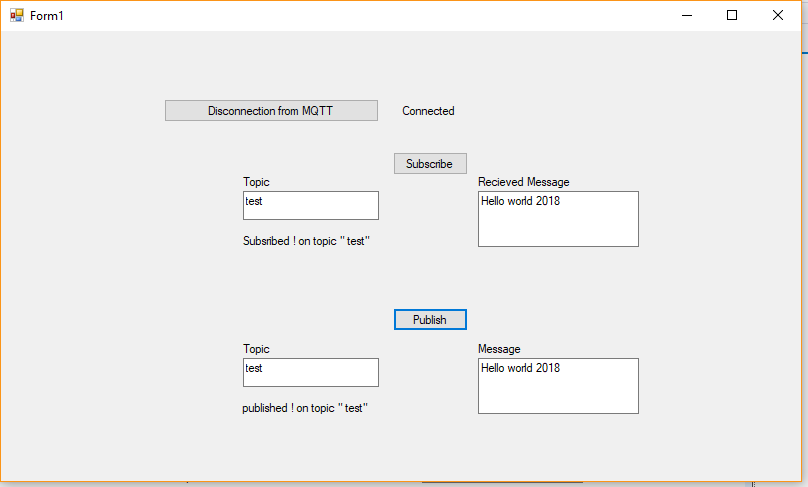 Form1
Disconnection from MQTT
Connected
Subscribe
Topic
Recieved Message
test
Hello world 2018
Subsribed ! on topic " test"
Publish
Topic
Message
test
Hello world 2018
published ! on topic " test"